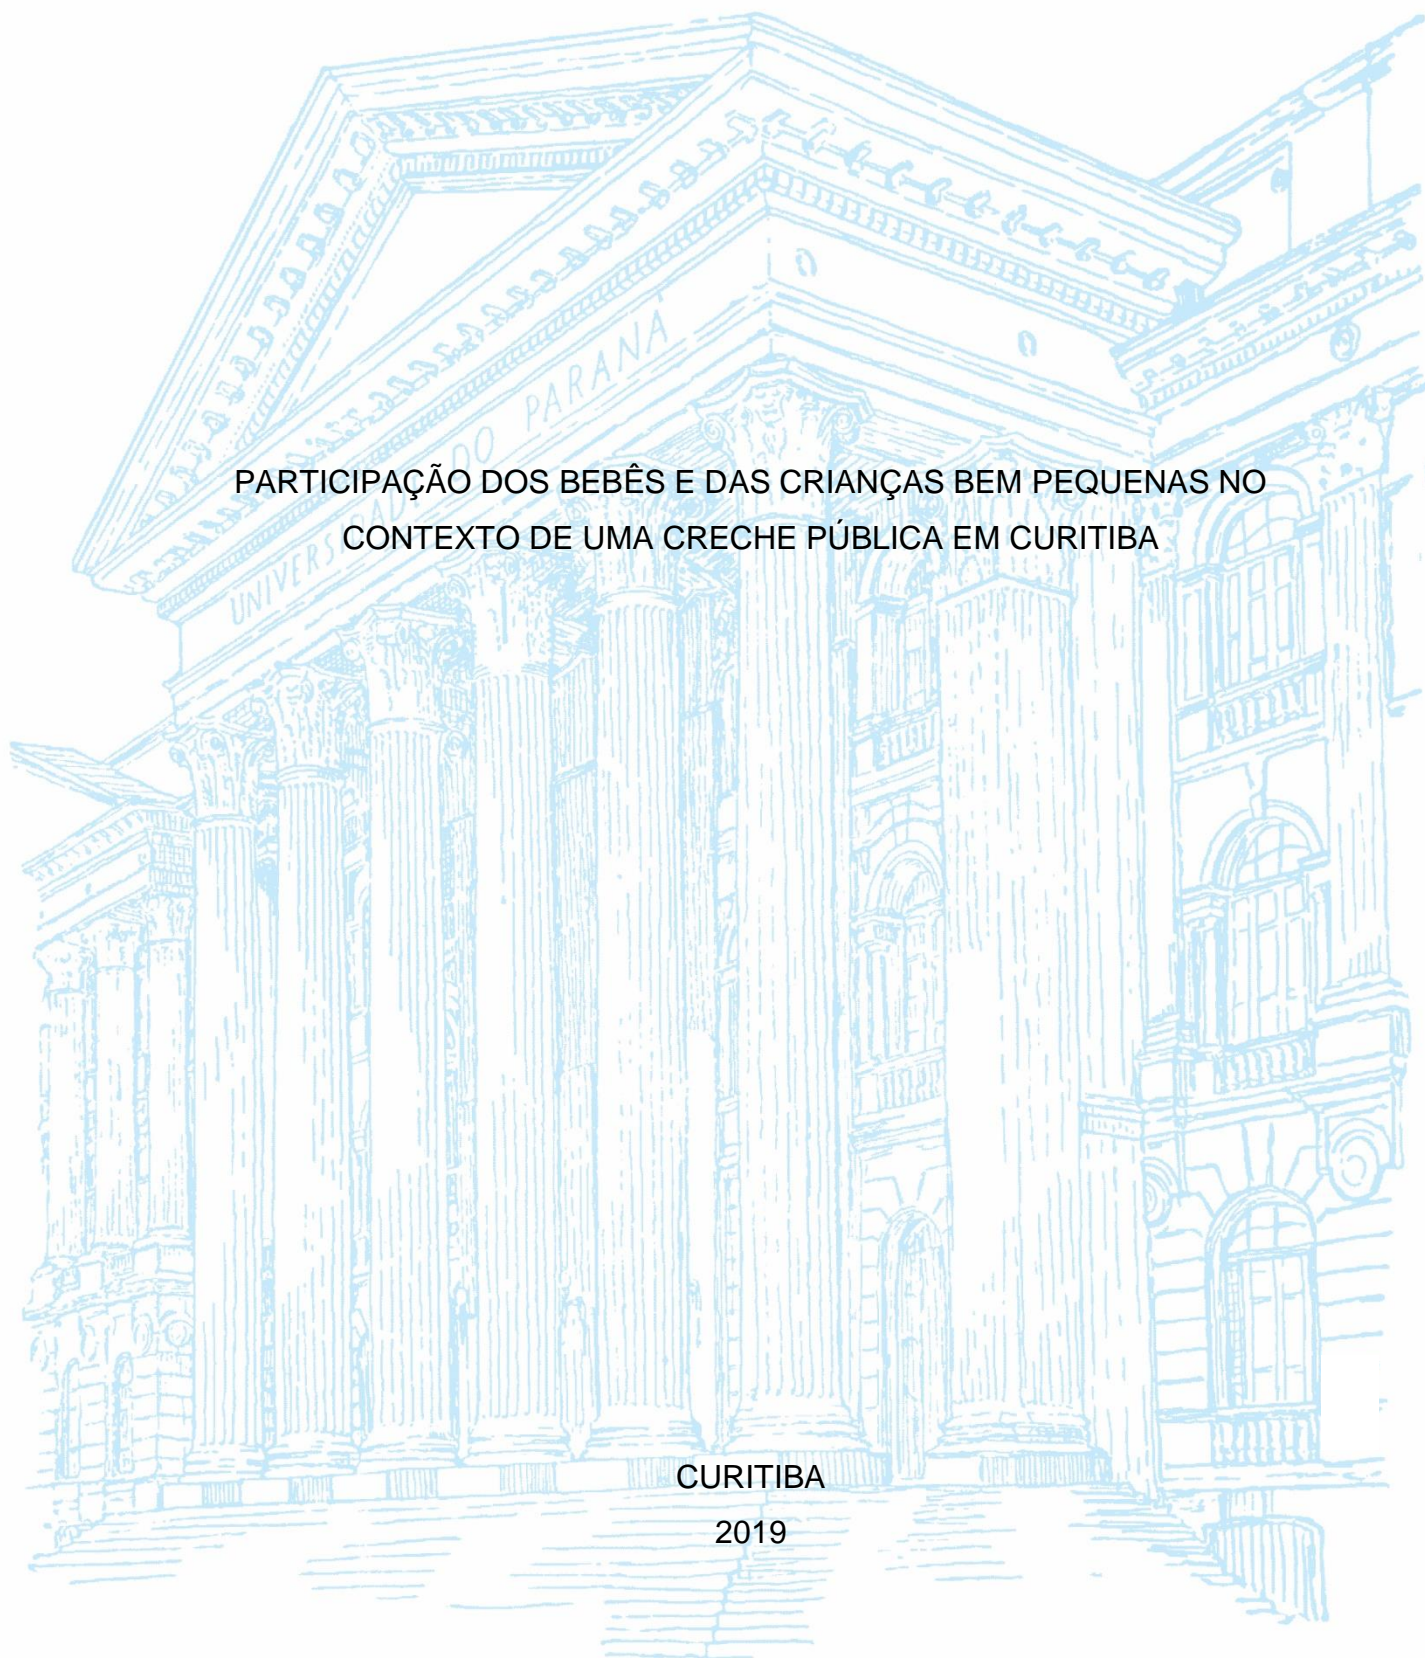 UNIVERSIDADE DO PARANÁ
PARTICIPAÇÃO DOS BEBÊS E DAS CRIANÇAS BEM PEQUENAS NO
CONTEXTO DE UMA CRECHE PÚBLICA EM CURITIBA
CURITIBA
2019